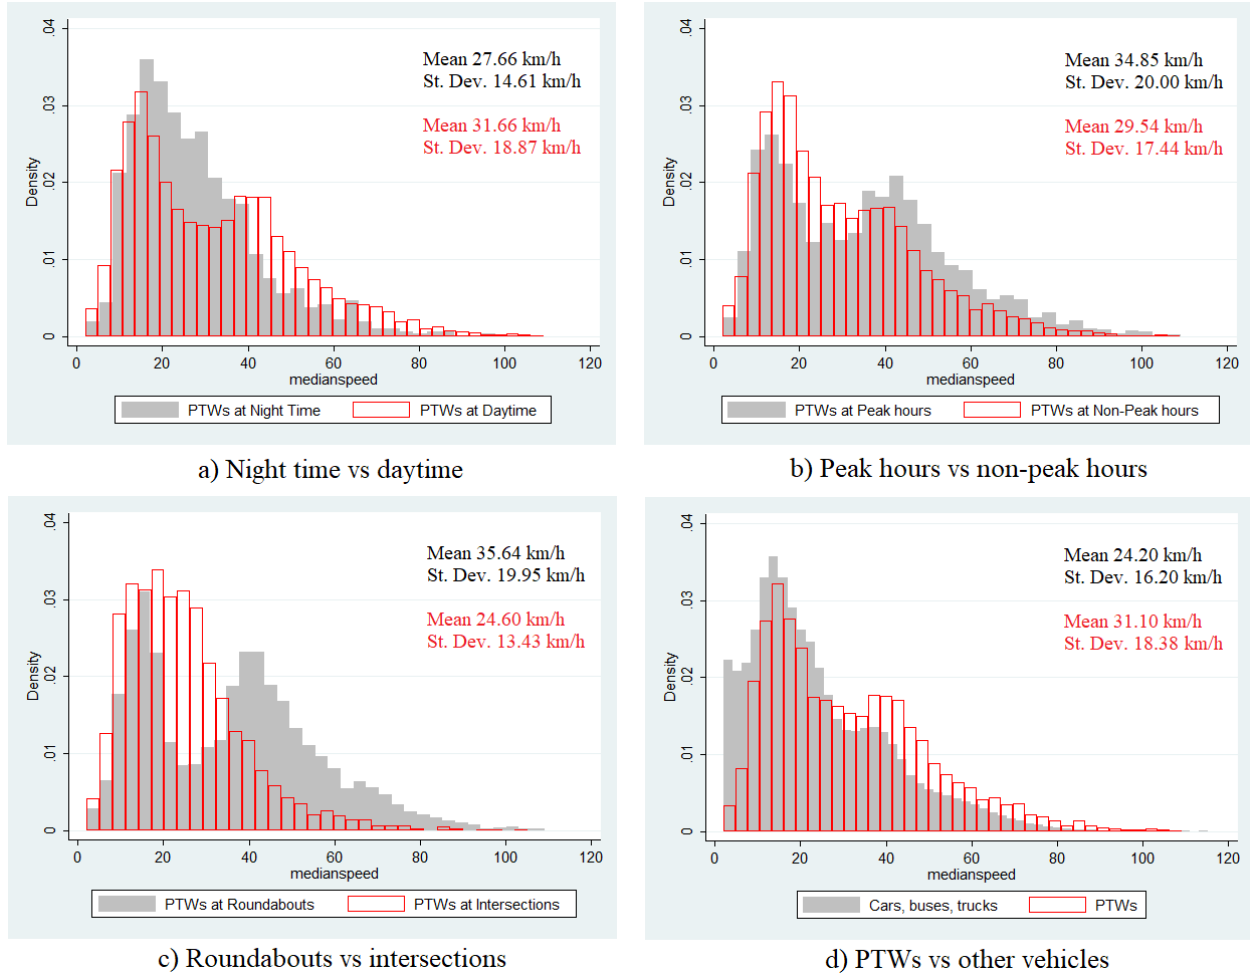 .04
.03
.02
.01
0
Density
Mean 27.66 km/h
St. Dev. 14.61 km/h
Mean 31.66 km/h
St. Dev. 18.87 km/h
0 20 40 60 80 100 120
medianspeed
PTWs at Night Time PTWs at Daytime
a) Night time vs daytime
.04
.03
.02
.01
0
Density
Mean 34.85 km/h
St. Dev. 20.00 km/h
Mean 29.54 km/h
St. Dev. 17.44 km/h
0 20 40 60 80 100 120
medianspeed
PTWs at Peak hours PTWs at Non-Peak hours
b) Peak hours vs non-peak hours
.04
.03
.02
.01
0
Density
Mean 35.64 km/h
St. Dev. 19.95 km/h
Mean 24.60 km/h
St. Dev. 13.43 km/h
0 20 40 60 80 100 120
medianspeed
PTWs at Roundabouts PTWs at Intersections
c) Roundabouts vs intersections
.04
.03
.02
.01
0
Density
Mean 24.20 km/h
St. Dev. 16.20 km/h
Mean 31.10 km/h
St. Dev. 18.38 km/h
0 20 40 60 80 100 120
medianspeed
Cars, buses, trucks PTWs
d) PTWs vs other vehicles